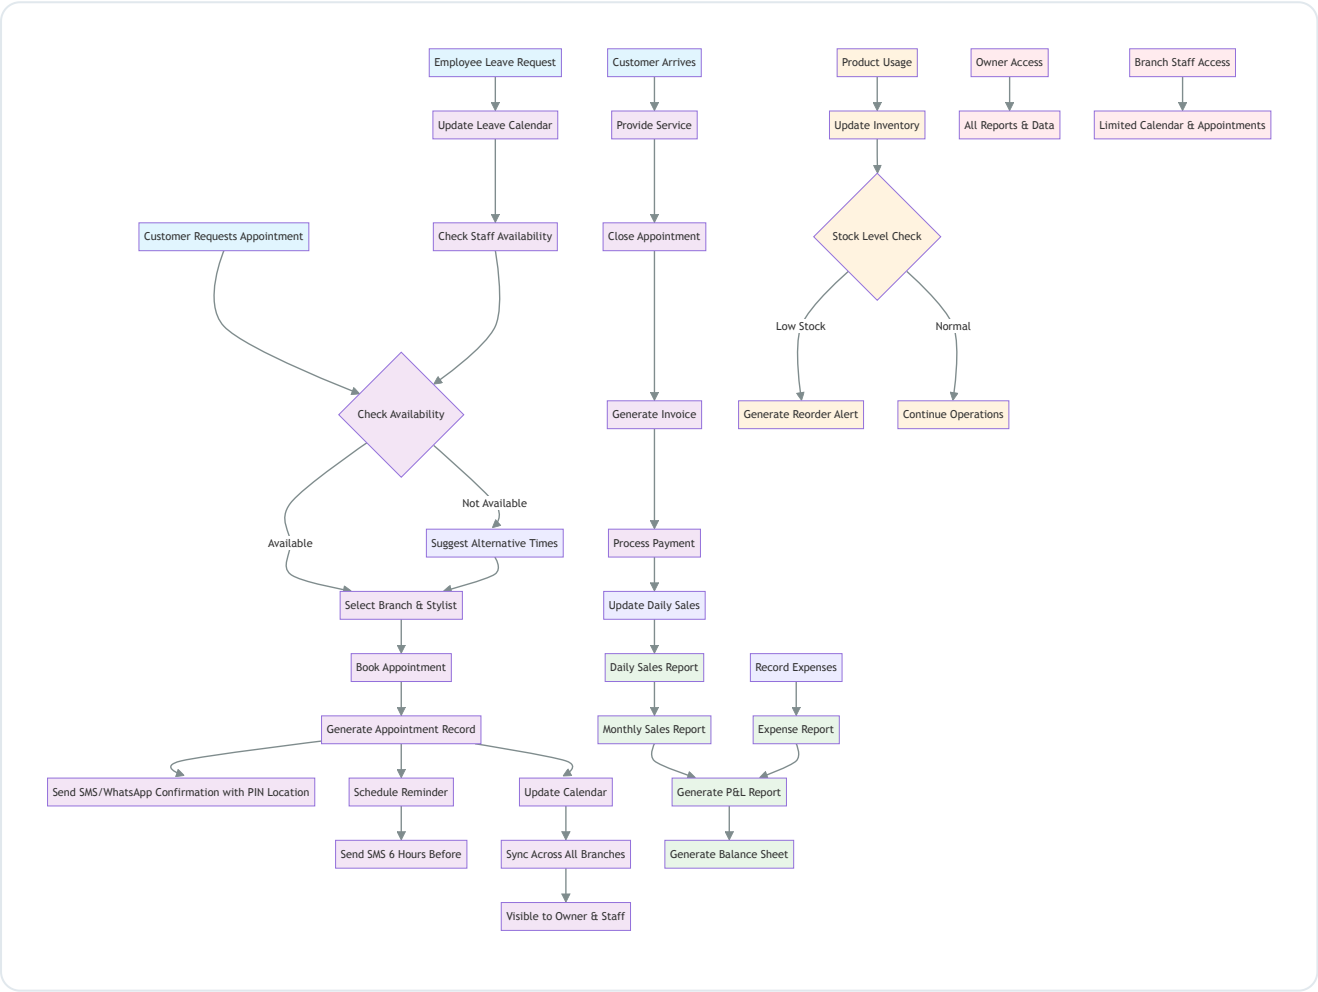 Employee Leave Request
Customer Arrives
Product Usage
Owner Access
Branch Staff Access
Update Leave Calendar
Provide Service
Update Inventory
All Reports & Data
Limited Calendar & Appointments
Customer Requests Appointment
Check Staff Availability
Close Appointment
Stock Level Check
Low Stock
Normal
Check Availability
Generate Invoice
Generate Reorder Alert
Continue Operations
Not Available
Available
Suggest Alternative Times
Process Payment
Select Branch & Stylist
Update Daily Sales
Book Appointment
Daily Sales Report
Record Expenses
Generate Appointment Record
Monthly Sales Report
Expense Report
Send SMS/WhatsApp Confirmation with PIN Location
Schedule Reminder
Update Calendar
Generate P&L Report
Send SMS 6 Hours Before
Sync Across All Branches
Generate Balance Sheet
Visible to Owner & Staff